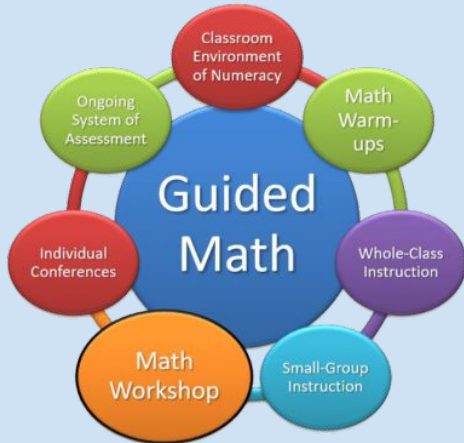 Classroom
Environment
of Numeracy
Math
Warm-
ups
Whole-Class
Instruction
Small-Group
Instruction
Math
Workshop
Individual
Conferences
Ongoing
System of
Assessment
Guided
Math